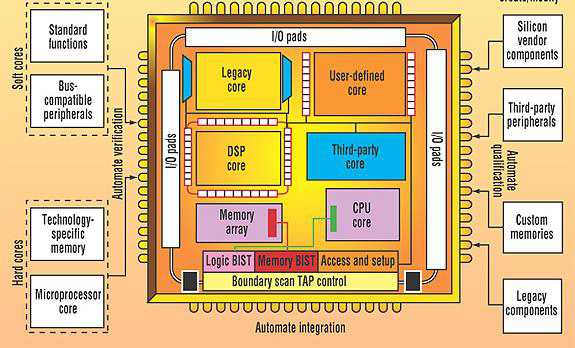 create/modify
Soft cores
Standard
functions
Bus-
compatible
peripherals
Automate verification
Hard cores
Technology-
specific
memory
Microprocessor
core
I/O pads
I/O pads
I/O pads
Legacy
core
User-defined
core
DSP
core
Third-party
core
Memory
array
CPU
core
Logic BIST
Memory BIST
Access and setup
Boundary scan TAP control
Automate integration
Silicon
vendor
components
Third-party
peripherals
Automate
qualification
Custom
memories
Legacy
components